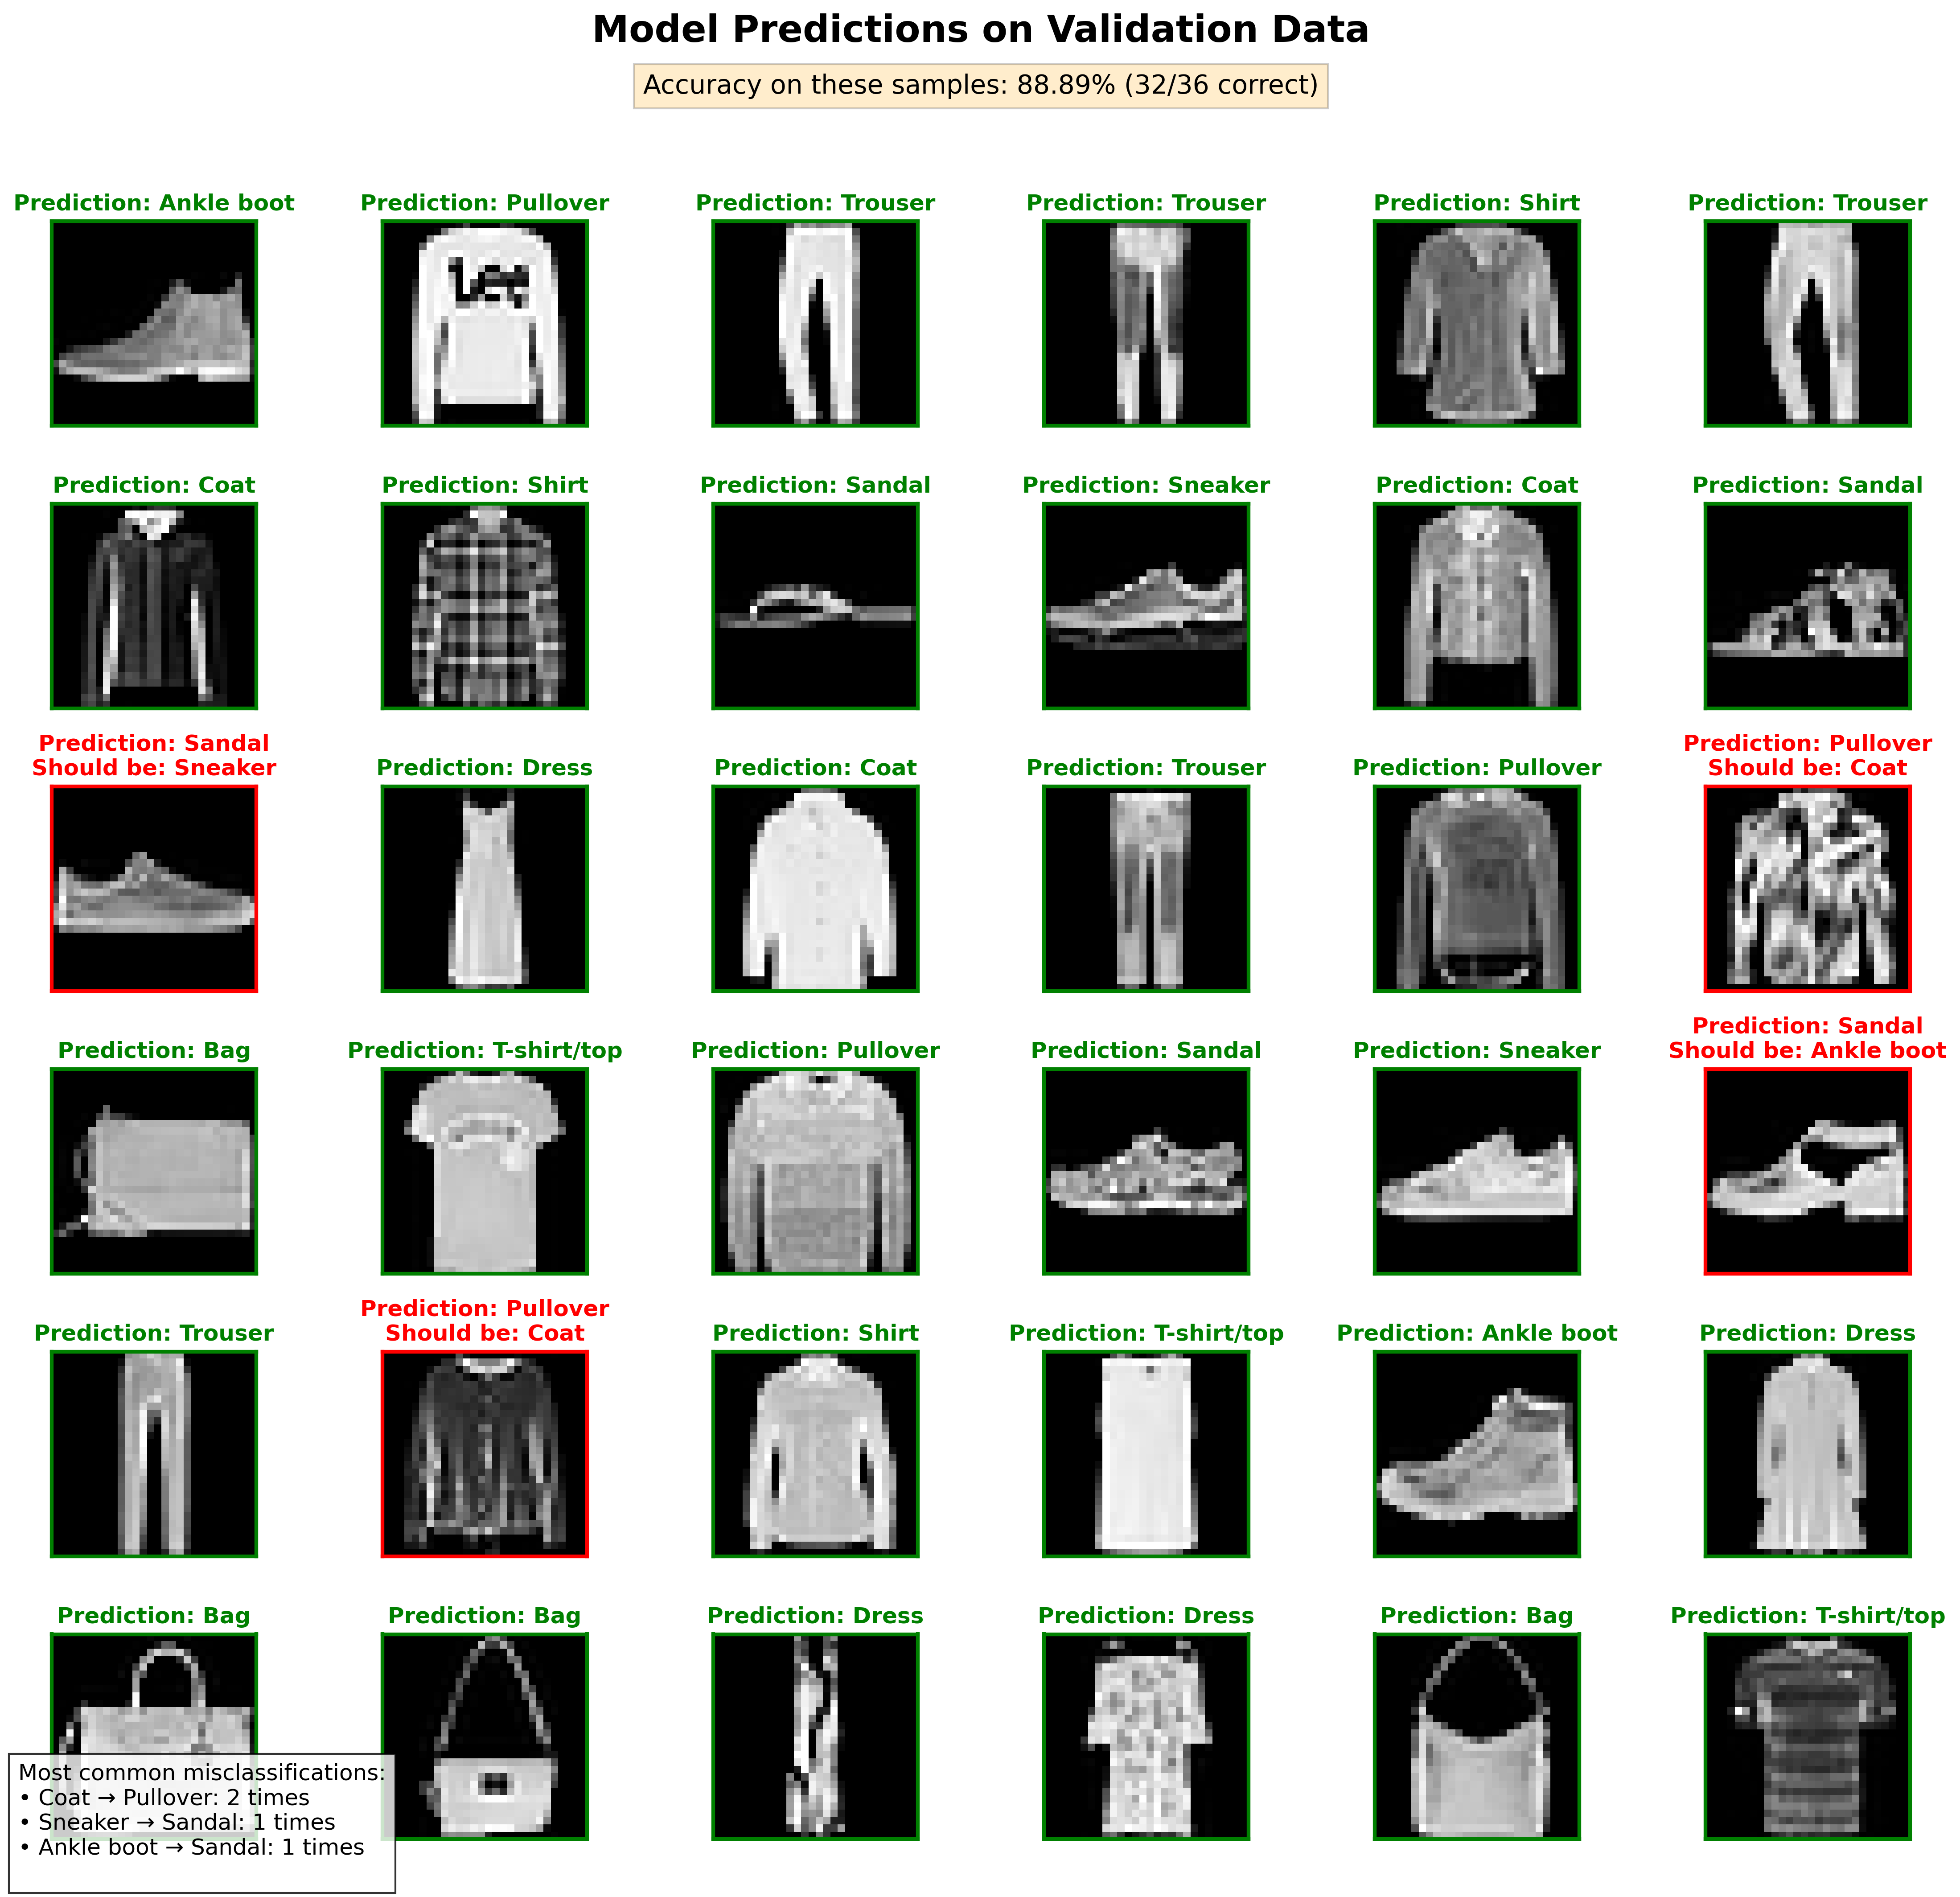 Model Predictions on Validation Data
Accuracy on these samples: 88.89% (32/36 correct)
Prediction: Ankle boot
Prediction: Pullover
Prediction: Trouser
Prediction: Trouser
Prediction: Shirt
Prediction: Trouser
Lee
Prediction: Coat
Prediction: Shirt
Prediction: Sandal
Prediction: Sneaker
Prediction: Coat
Prediction: Sandal
Prediction: Sandal
Should be: Sneaker
Prediction: Dress
Prediction: Coat
Prediction: Trouser
Prediction: Pullover
Prediction: Pullover
Should be: Coat
Prediction: Bag
Prediction: T-shirt/top
Prediction: Pullover
Prediction: Sandal
Prediction: Sneaker
Prediction: Sandal
Should be: Ankle boot
Prediction: Trouser
Prediction: Pullover
Should be: Coat
Prediction: Shirt
Prediction: T-shirt/top
Prediction: Ankle boot
Prediction: Dress
Prediction: Bag
Prediction: Bag
Prediction: Dress
Prediction: Dress
Prediction: Bag
Prediction: T-shirt/top
Most common misclassifications:
• Coat → Pullover: 2 times
• Sneaker → Sandal: 1 times
• Ankle boot → Sandal: 1 times